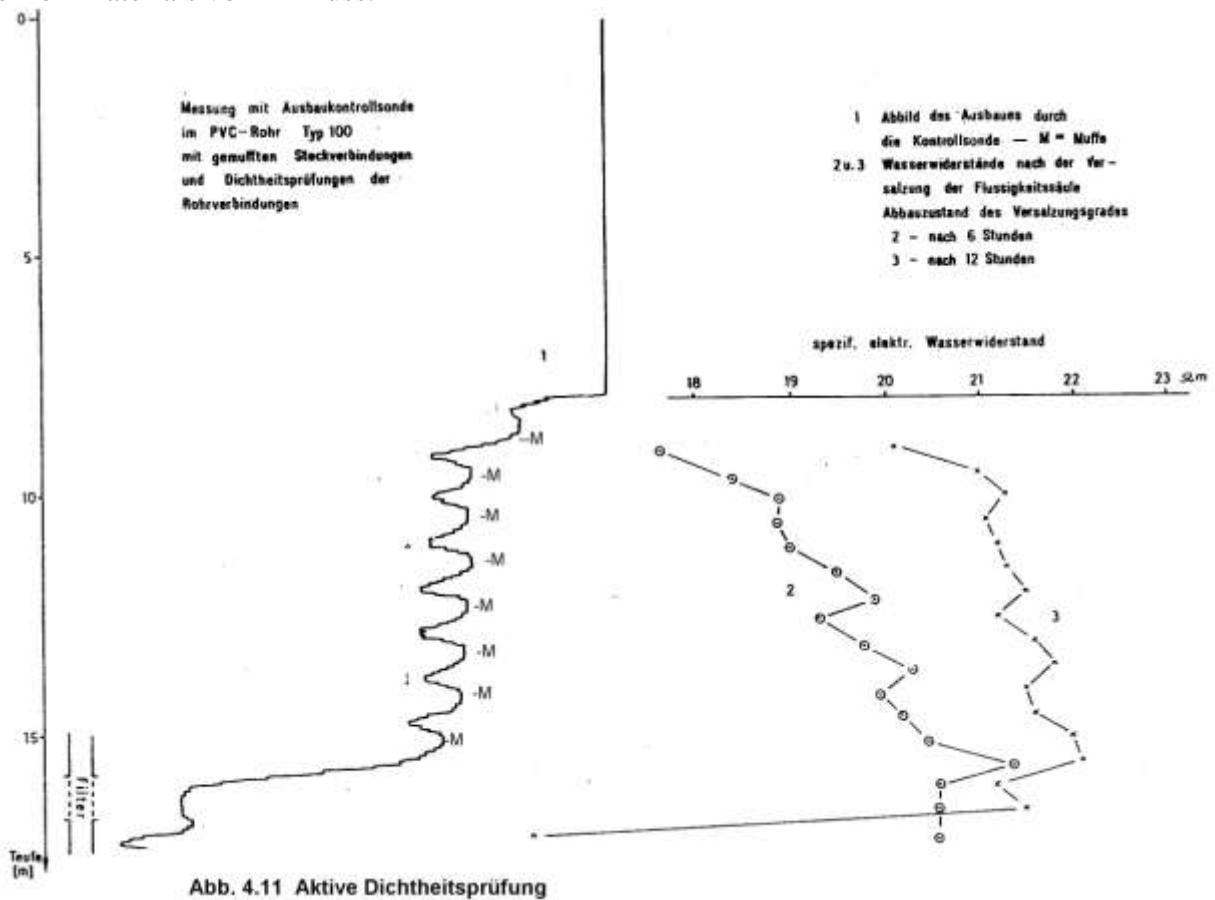 0
Messung mit Ausbaukontrollsonde
im PVC-Rohr Typ 100
mit gemufften Steckverbindungen
und Dichtheitsprüfungen der
Rohrverbindungen
1 Abbild des Ausbaues durch
die Kontrollsonde — M = Muffe
2 u. 3 Wasserwiderstände nach der Ver-
salzung der Flussigkeitssäule
Abbauzustand des Versalzungsgrades
2 - nach 6 Stunden
3 - nach 12 Stunden
5
1
spezif. elektr. Wasserwiderstand
18 19 20 21 22 23 Ωm
-M
-M
10
-M
-M
-M
2
3
-M
-M
15
-M
Filter
Teufe
[m]
Abb. 4.11 Aktive Dichtheitsprüfung